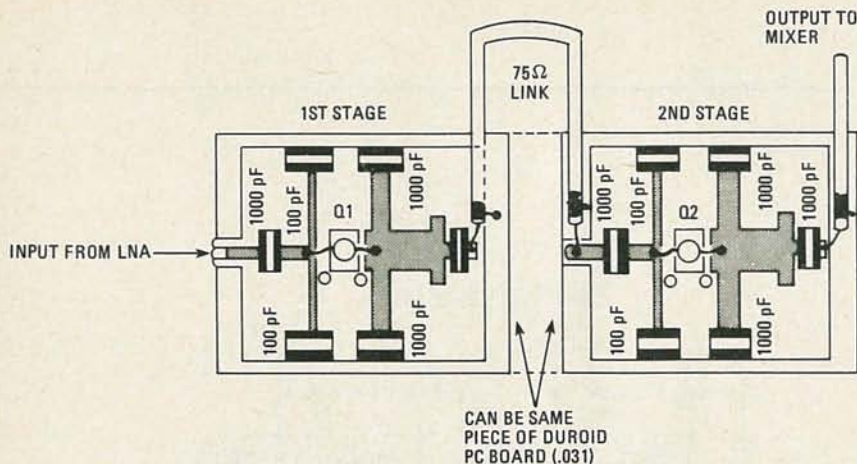 OUTPUT TO
MIXER
75Ω
LINK
1ST STAGE
2ND STAGE
1000 pF
100 pF
1000 pF
Q1
1000 pF
100 pF
1000 pF
Q2
INPUT FROM LNA
100 pF
1000 pF
100 pF
1000 pF
CAN BE SAME
PIECE OF DUROID
PC BOARD (.031)